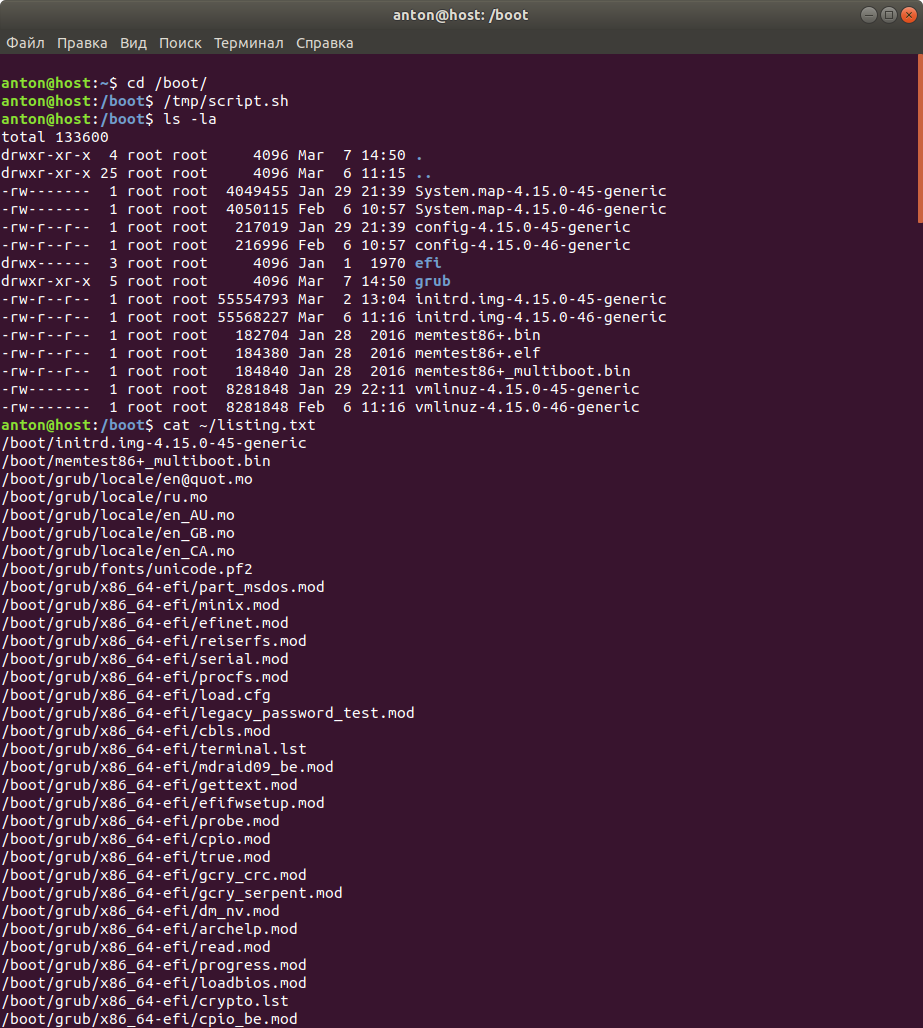 anton@host: /boot
Файл Правка Вид Поиск Терминал Справка
anton@host:~$ cd /boot/
anton@host:/boot$ /tmp/script.sh
anton@host:/boot$ ls -la
total 133600
drwxr-xr-x  4 root root     4096 Mar  7 14:50 .
drwxr-xr-x 25 root root     4096 Mar  6 11:15 ..
-rw-------  1 root root  4049455 Jan 29 21:39 System.map-4.15.0-45-generic
-rw-------  1 root root  4050115 Feb  6 10:57 System.map-4.15.0-46-generic
-rw-r--r--  1 root root   217019 Jan 29 21:39 config-4.15.0-45-generic
-rw-r--r--  1 root root   216996 Feb  6 10:57 config-4.15.0-46-generic
drwx------  3 root root     4096 Jan  1  1970 efi
drwxr-xr-x  5 root root     4096 Mar  7 14:50 grub
-rw-r--r--  1 root root 55554793 Mar  2 13:04 initrd.img-4.15.0-45-generic
-rw-r--r--  1 root root 55568227 Mar  6 11:16 initrd.img-4.15.0-46-generic
-rw-r--r--  1 root root   182704 Jan 28  2016 memtest86+.bin
-rw-r--r--  1 root root   184380 Jan 28  2016 memtest86+.elf
-rw-r--r--  1 root root   184840 Jan 28  2016 memtest86+_multiboot.bin
-rw-------  1 root root  8281848 Jan 29 22:11 vmlinuz-4.15.0-45-generic
-rw-------  1 root root  8281848 Feb  6 11:16 vmlinuz-4.15.0-46-generic
anton@host:/boot$ cat ~/listing.txt
/boot/initrd.img-4.15.0-45-generic
/boot/memtest86+_multiboot.bin
/boot/grub/locale/en@quot.mo
/boot/grub/locale/ru.mo
/boot/grub/locale/en_AU.mo
/boot/grub/locale/en_GB.mo
/boot/grub/locale/en_CA.mo
/boot/grub/fonts/unicode.pf2
/boot/grub/x86_64-efi/part_msdos.mod
/boot/grub/x86_64-efi/minix.mod
/boot/grub/x86_64-efi/efinet.mod
/boot/grub/x86_64-efi/reiserfs.mod
/boot/grub/x86_64-efi/serial.mod
/boot/grub/x86_64-efi/procfs.mod
/boot/grub/x86_64-efi/load.cfg
/boot/grub/x86_64-efi/legacy_password_test.mod
/boot/grub/x86_64-efi/cbls.mod
/boot/grub/x86_64-efi/terminal.lst
/boot/grub/x86_64-efi/mdraid09_be.mod
/boot/grub/x86_64-efi/gettext.mod
/boot/grub/x86_64-efi/efifwsetup.mod
/boot/grub/x86_64-efi/probe.mod
/boot/grub/x86_64-efi/cpio.mod
/boot/grub/x86_64-efi/true.mod
/boot/grub/x86_64-efi/gcry_crc.mod
/boot/grub/x86_64-efi/gcry_serpent.mod
/boot/grub/x86_64-efi/dm_nv.mod
/boot/grub/x86_64-efi/archelp.mod
/boot/grub/x86_64-efi/read.mod
/boot/grub/x86_64-efi/progress.mod
/boot/grub/x86_64-efi/loadbios.mod
/boot/grub/x86_64-efi/crypto.lst
/boot/grub/x86_64-efi/cpio_be.mod